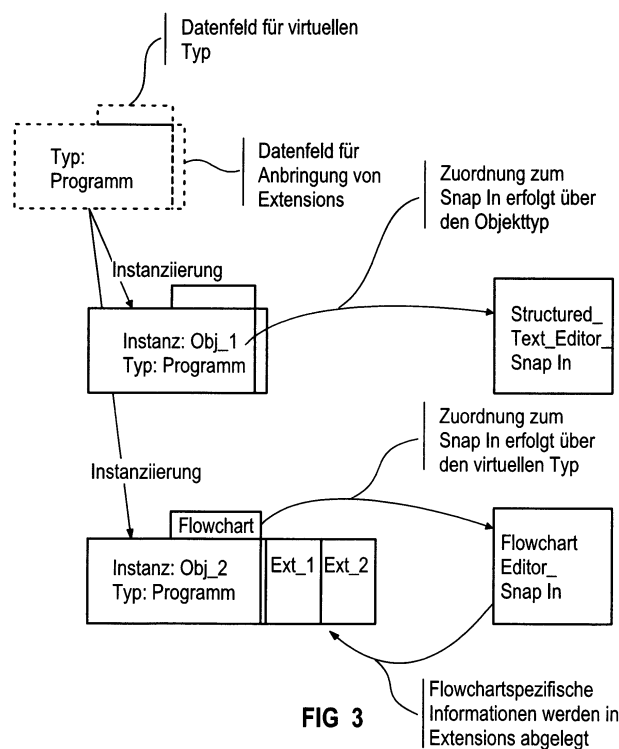 Datenfeld für virtuellen
Typ
Typ:
Programm
Datenfeld für
Anbringung von
Extensions
Zuordnung zum
Snap In erfolgt über
den Objekttyp
Instanziierung
Instanz: Obj_1
Typ: Programm
Structured_
Text_Editor_
Snap In
Zuordnung zum
Snap In erfolgt über
den virtuellen Typ
Instanziierung
Flowchart
Instanz: Obj_2
Typ: Programm
Ext_1
Ext_2
Flowchart
Editor_
Snap In
Flowchartspezifische
Informationen werden in
Extensions abgelegt
FIG 3